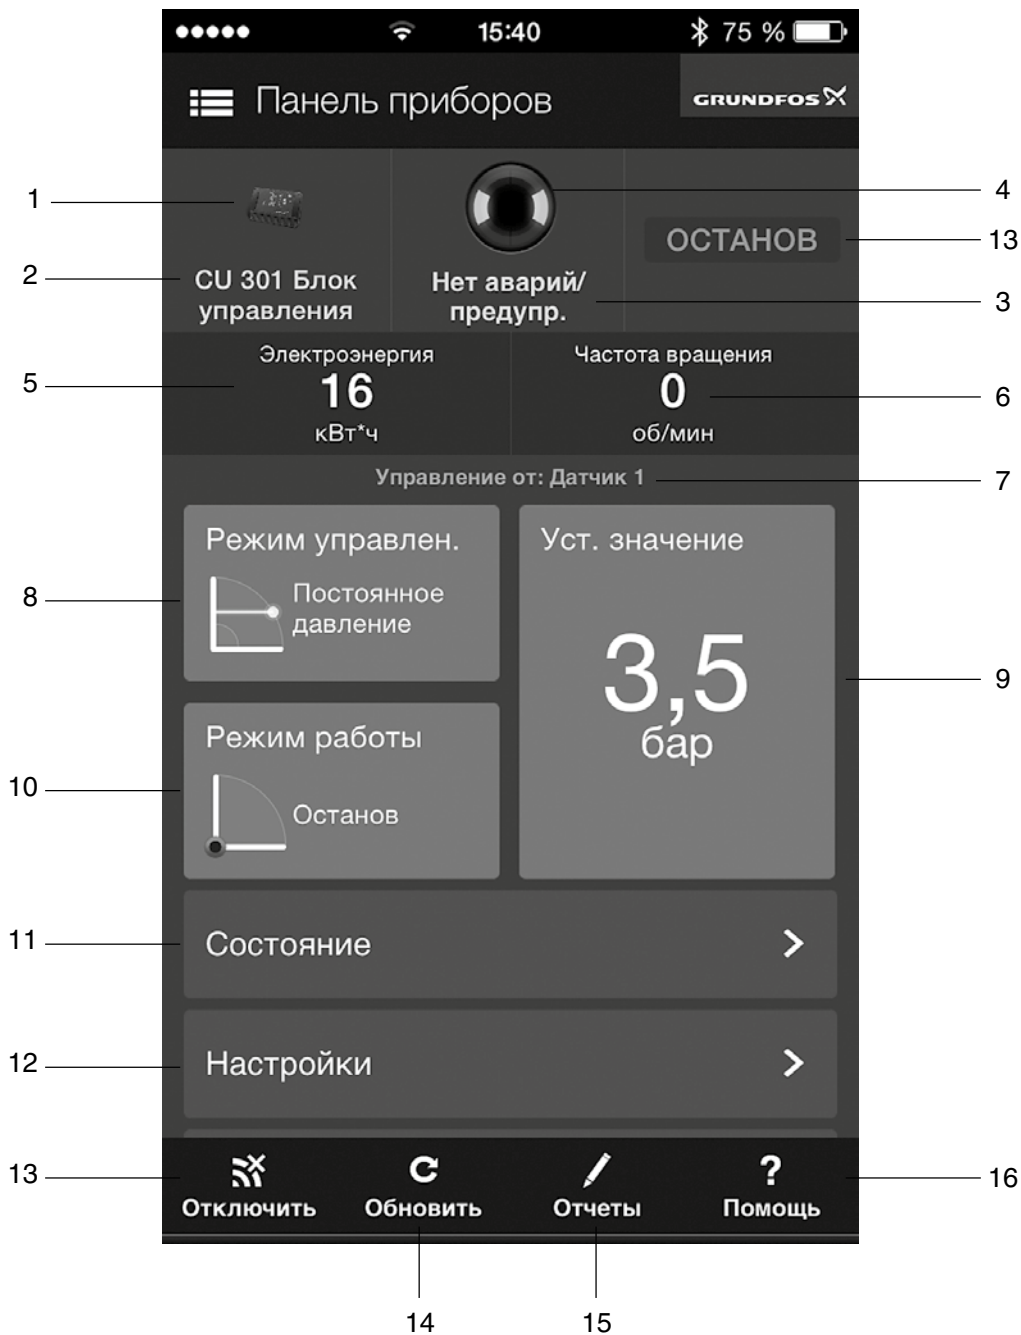 15:40
75 %
Панель приборов
GRUNDFOS
1
4
ОСТАНОВ
13
2
CU 301 Блок
управления
Нет аварий/
предупр.
3
Электроэнергия
Частота вращения
5
16
0
6
кВт*ч
об/мин
Управление от: Датчик 1
7
Режим управлен.
Уст. значение
8
Постоянное
давление
3,5
бар
9
Режим работы
10
Останов
11
Состояние
12
Настройки
13
Отключить
Обновить
Отчеты
?
Помощь
16
14
15